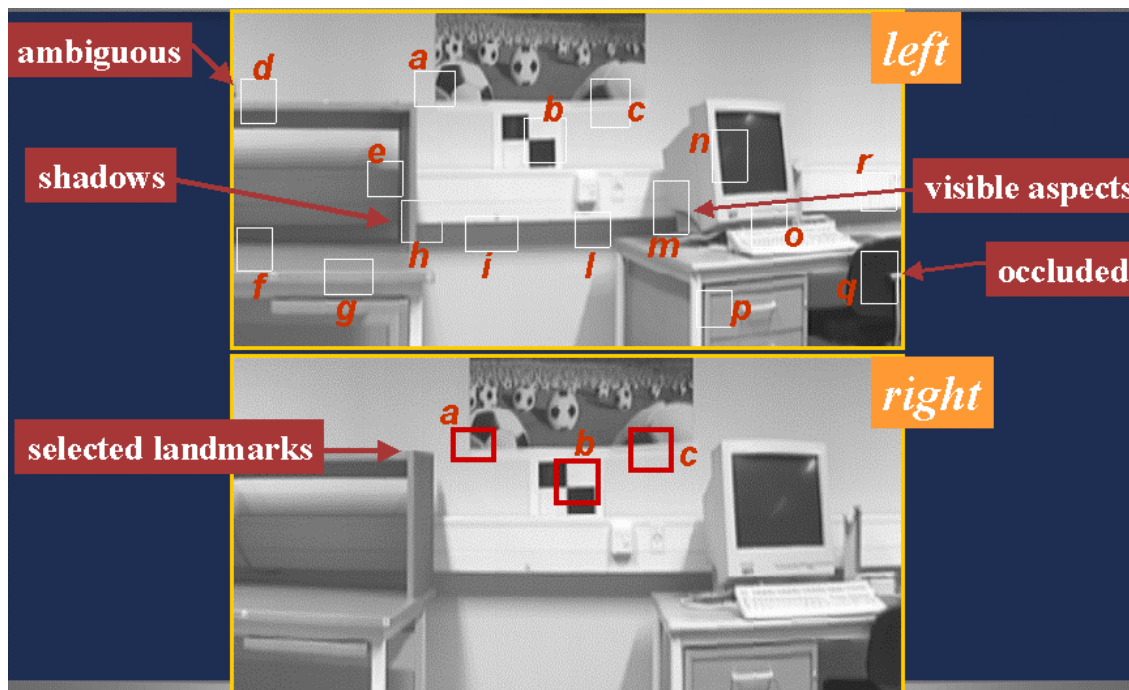 left
ambiguous
d
a
b
c
n
e
r
shadows
visible aspects
h
i
l
m
o
f
g
p
q
occluded
right
a
b
c
selected landmarks